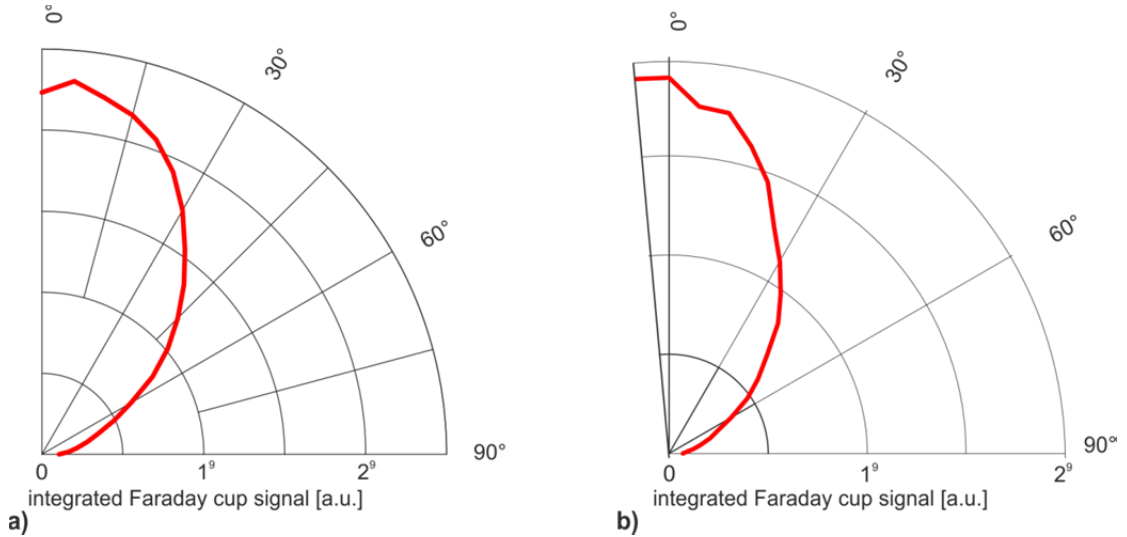 0°
30°
60°
90°
0 1⁹ 2⁹
integrated Faraday cup signal [a.u.]
a)
0°
30°
60°
90°
0 1⁹ 2⁹
integrated Faraday cup signal [a.u.]
b)